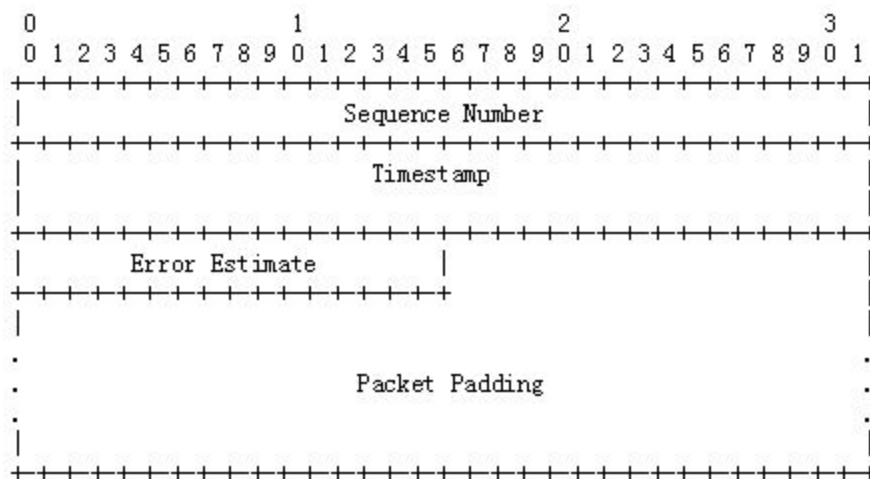 0                   1                   2                   3
0 1 2 3 4 5 6 7 8 9 0 1 2 3 4 5 6 7 8 9 0 1 2 3 4 5 6 7 8 9 0 1
Sequence Number
Timestamp
Error Estimate
Packet Padding